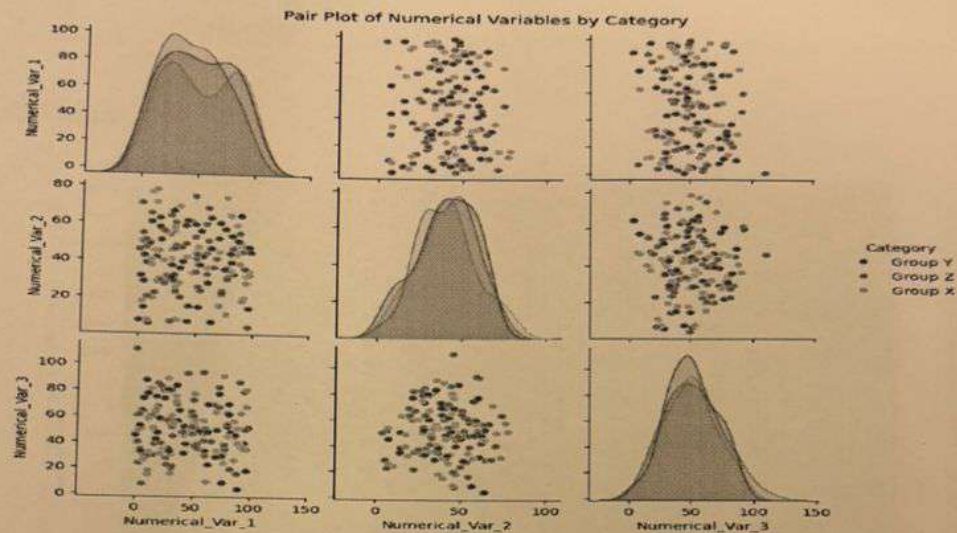 Pair Plot of Numerical Variables by Category
Numerical_Var_1
100
80
60
40
20
0
Numerical_Var_2
80
60
40
20
Category
Group Y
Group Z
Group X
Numerical_Var_3
100
80
60
40
20
0
0 50 100 150
0 50 100
0 50 100 150
Numerical_Var_1
Numerical_Var_2
Numerical_Var_3